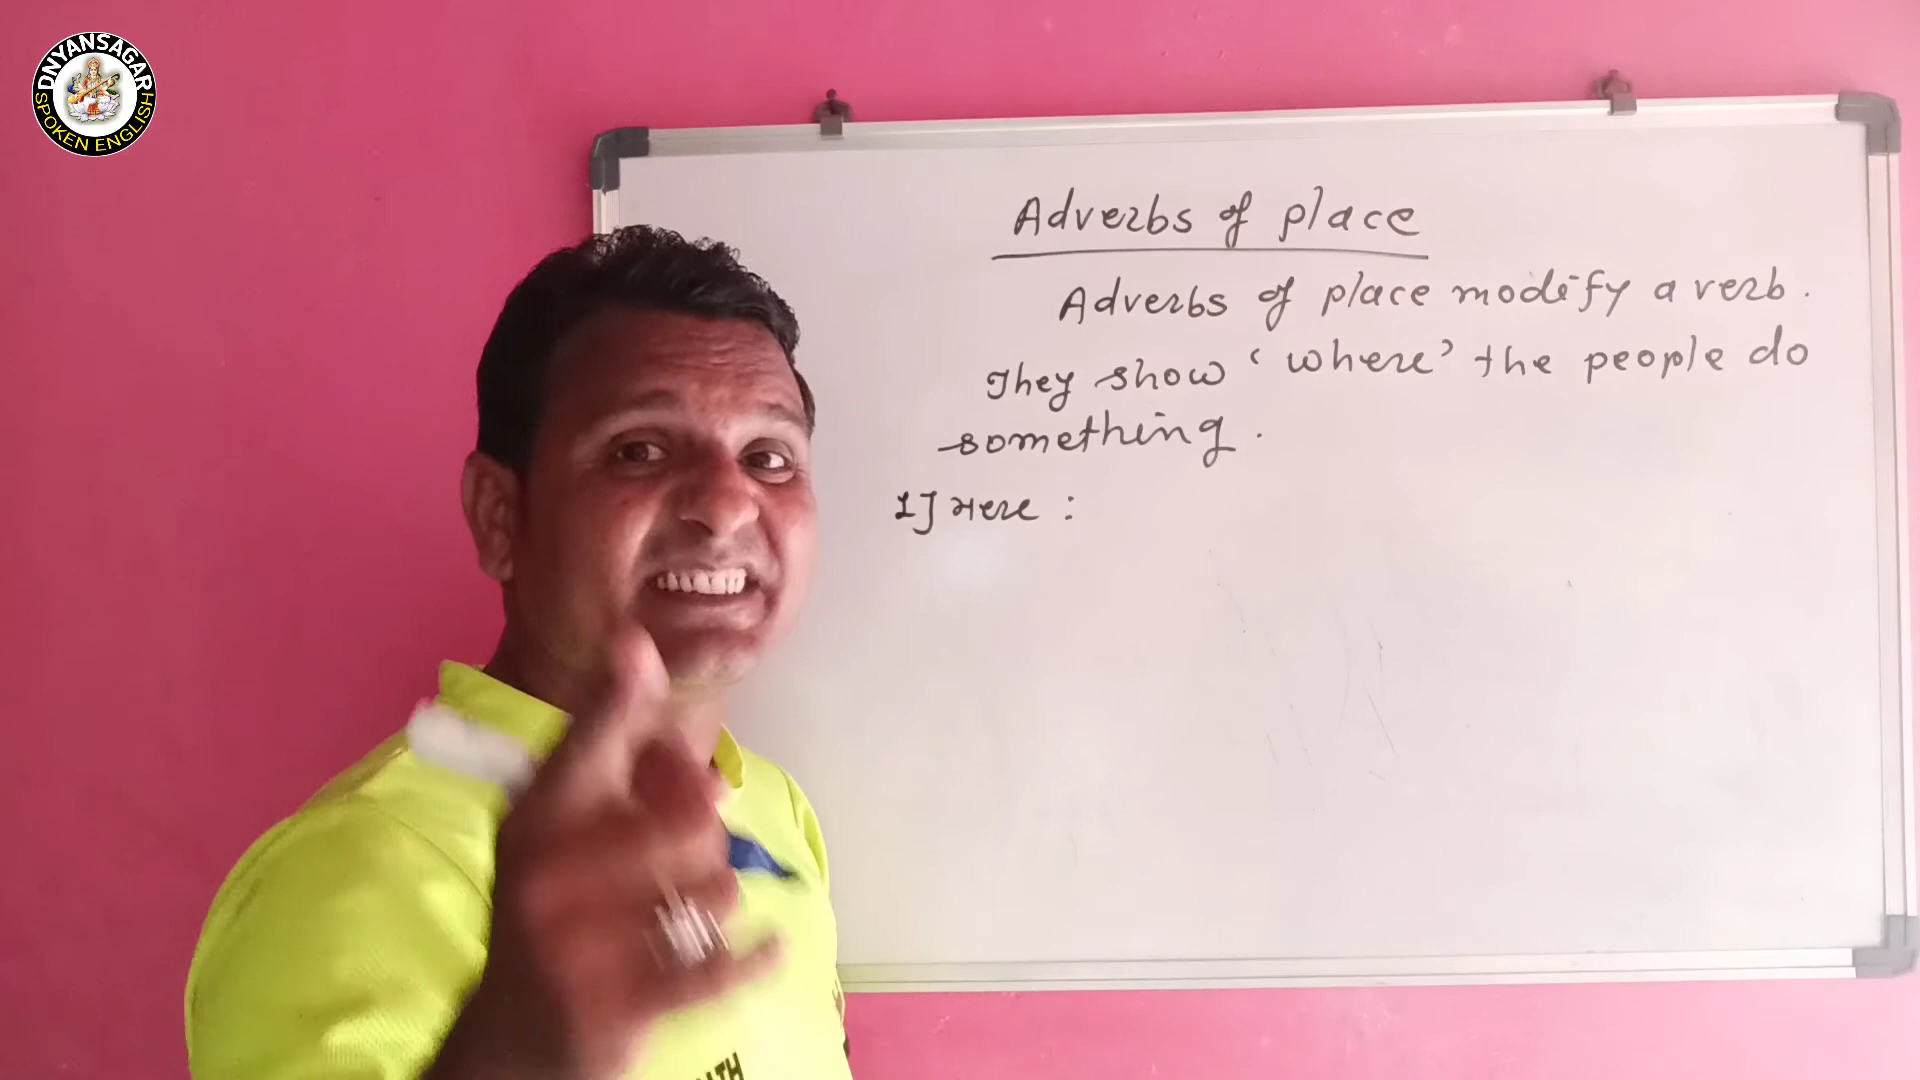 DNYANSAGAR
SPOKEN ENGLISH
Adverbs of place
Adverbs of place modify a verb.
They show 'where' the people do
something.
1] Here :